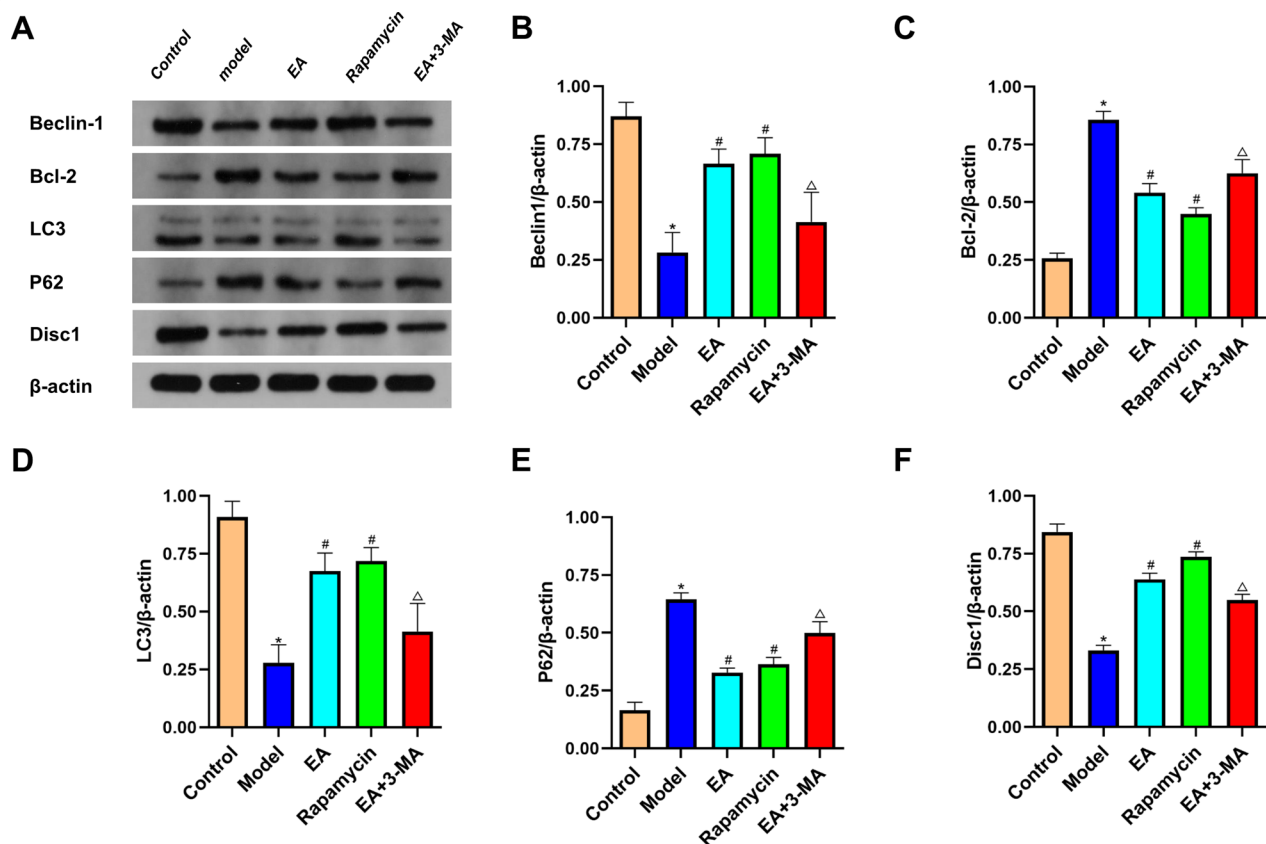 A
Control
model
EA
Rapamycin
EA+3-MA
Beclin-1
Bcl-2
LC3
P62
Disc1
β-actin
B
Beclin1/β-actin
1.00
0.75
0.50
0.25
0.00
*
#
#
△
Control
Model
EA
Rapamycin
EA+3-MA
C
Bcl-2/β-actin
1.00
0.75
0.50
0.25
0.00
*
#
#
△
Control
Model
EA
Rapamycin
EA+3-MA
D
LC3/β-actin
1.00
0.75
0.50
0.25
0.00
*
#
#
△
Control
Model
EA
Rapamycin
EA+3-MA
E
P62/β-actin
1.00
0.75
0.50
0.25
0.00
*
#
#
△
Control
Model
EA
Rapamycin
EA+3-MA
F
Disc1/β-actin
1.00
0.75
0.50
0.25
0.00
*
#
#
△
Control
Model
EA
Rapamycin
EA+3-MA